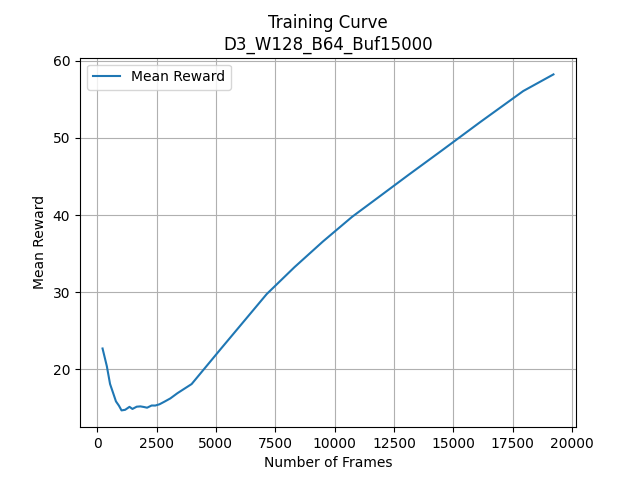 Training Curve
D3_W128_B64_Buf15000
Mean Reward
60
50
40
30
20
Mean Reward
0
2500
5000
7500
10000
12500
15000
17500
20000
Number of Frames